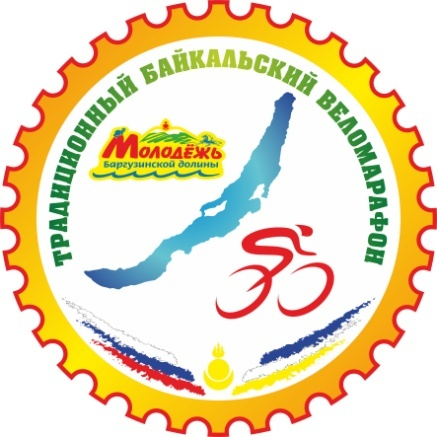 ТРАДИЦИОННЫЙ БАЙКАЛЬСКИЙ ВЕЛОМАРАФОН
МОЛОДЁЖЬ
Баргузинской долины